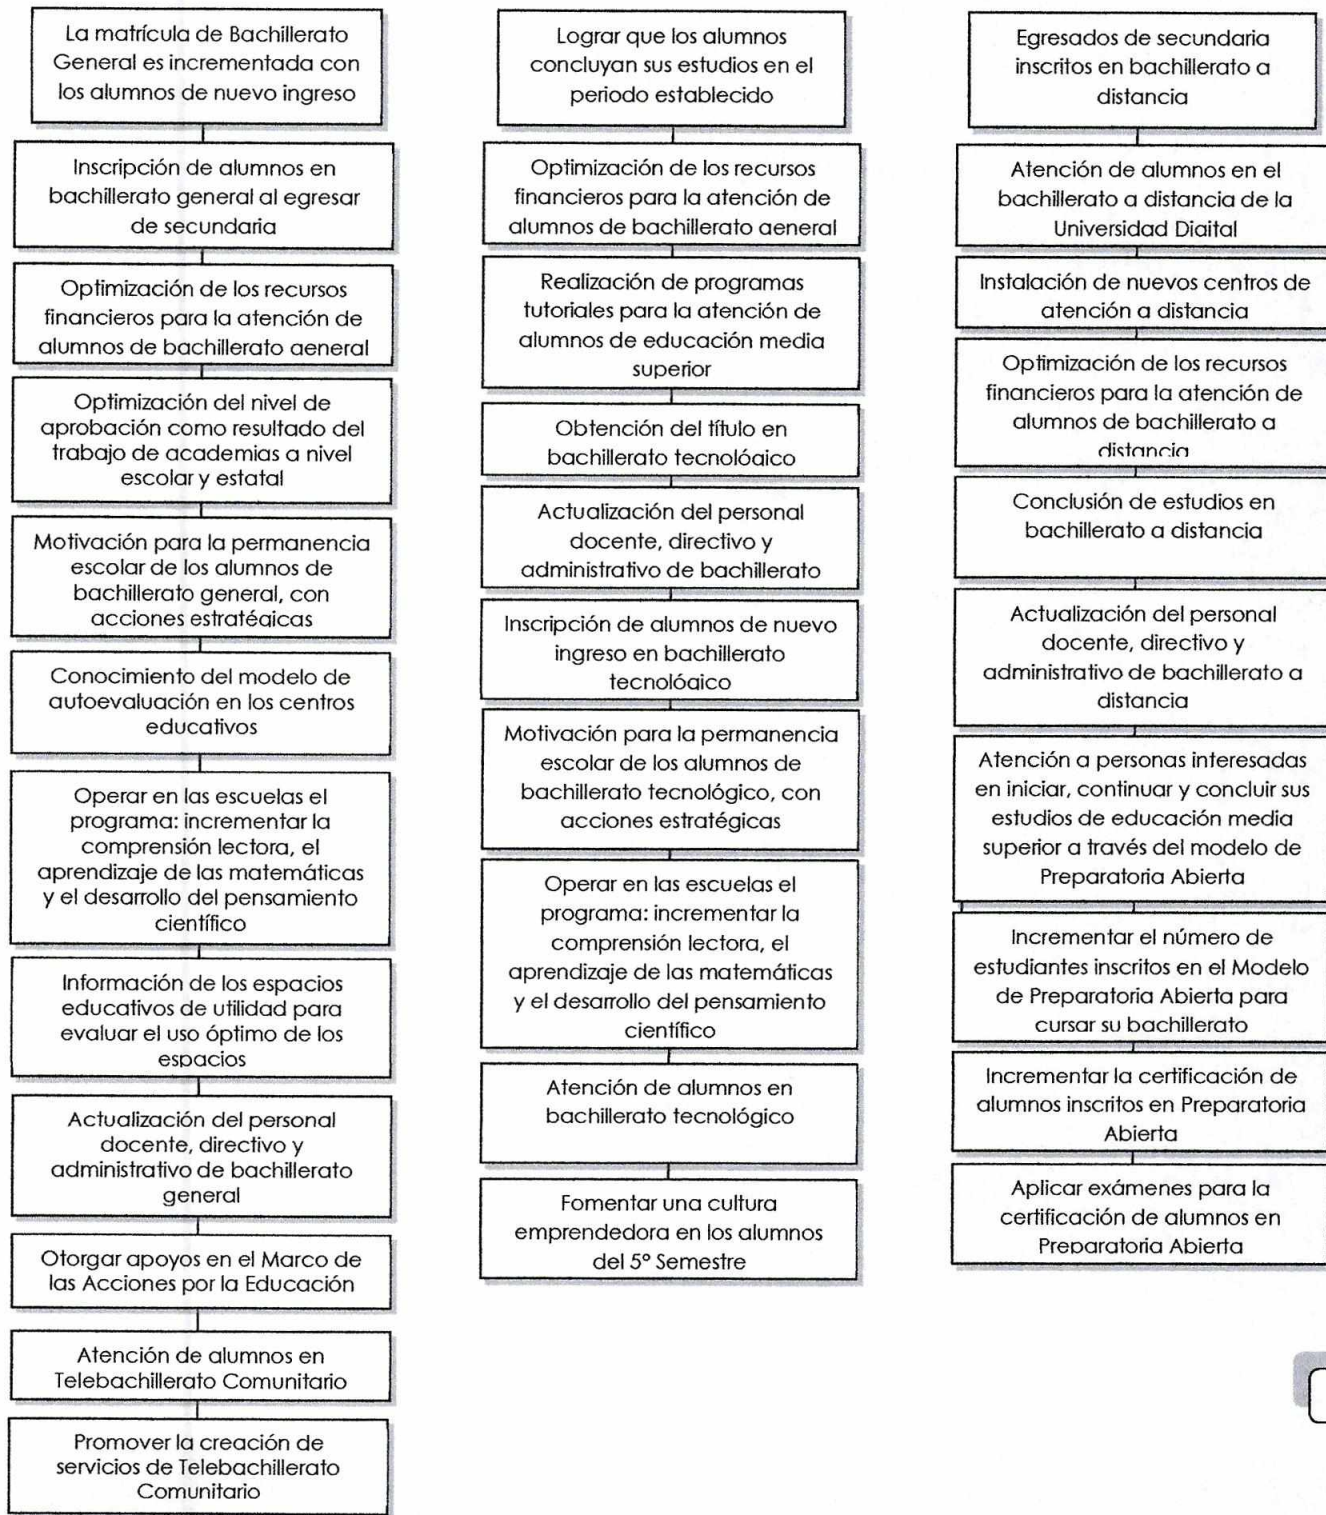 La matrícula de Bachillerato
General es incrementada con
los alumnos de nuevo ingreso
Inscripción de alumnos en
bachillerato general al egresar
de secundaria
Optimización de los recursos
financieros para la atención de
alumnos de bachillerato general
Optimización del nivel de
aprobación como resultado del
trabajo de academias a nivel
escolar y estatal
Motivación para la permanencia
escolar de los alumnos de
bachillerato general, con
acciones estratégicas
Conocimiento del modelo de
autoevaluación en los centros
educativos
Operar en las escuelas el
programa: incrementar la
comprensión lectora, el
aprendizaje de las matemáticas
y el desarrollo del pensamiento
científico
Información de los espacios
educativos de utilidad para
evaluar el uso óptimo de los
espacios
Actualización del personal
docente, directivo y
administrativo de bachillerato
general
Otorgar apoyos en el Marco de
las Acciones por la Educación
Atención de alumnos en
Telebachillerato Comunitario
Promover la creación de
servicios de Telebachillerato
Comunitario
Lograr que los alumnos
concluyan sus estudios en el
periodo establecido
Optimización de los recursos
financieros para la atención de
alumnos de bachillerato general
Realización de programas
tutoriales para la atención de
alumnos de educación media
superior
Obtención del título en
bachillerato tecnológico
Actualización del personal
docente, directivo y
administrativo de bachillerato
Inscripción de alumnos de nuevo
ingreso en bachillerato
tecnológico
Motivación para la permanencia
escolar de los alumnos de
bachillerato tecnológico, con
acciones estratégicas
Operar en las escuelas el
programa: incrementar la
comprensión lectora, el
aprendizaje de las matemáticas
y el desarrollo del pensamiento
científico
Atención de alumnos en
bachillerato tecnológico
Fomentar una cultura
emprendedora en los alumnos
del 5º Semestre
Egresados de secundaria
inscritos en bachillerato a
distancia
Atención de alumnos en el
bachillerato a distancia de la
Universidad Digital
Instalación de nuevos centros de
atención a distancia
Optimización de los recursos
financieros para la atención de
alumnos de bachillerato a
distancia
Conclusión de estudios en
bachillerato a distancia
Actualización del personal
docente, directivo y
administrativo de bachillerato a
distancia
Atención a personas interesadas
en iniciar, continuar y concluir sus
estudios de educación media
superior a través del modelo de
Preparatoria Abierta
Incrementar el número de
estudiantes inscritos en el Modelo
de Preparatoria Abierta para
cursar su bachillerato
Incrementar la certificación de
alumnos inscritos en Preparatoria
Abierta
Aplicar exámenes para la
certificación de alumnos en
Preparatoria Abierta